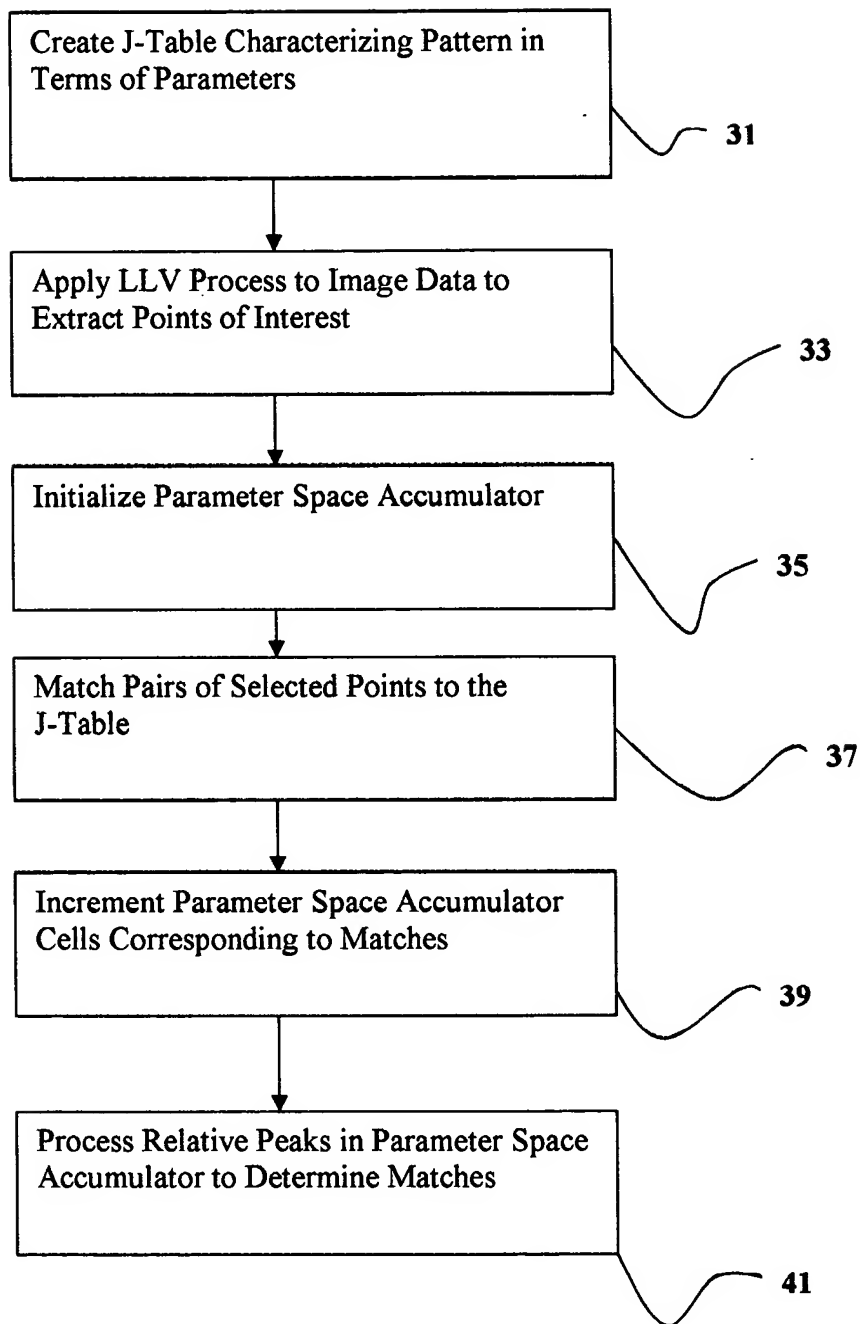 Create J-Table Characterizing Pattern in
Terms of Parameters
31
Apply LLV Process to Image Data to
Extract Points of Interest
33
Initialize Parameter Space Accumulator
35
Match Pairs of Selected Points to the
J-Table
37
Increment Parameter Space Accumulator
Cells Corresponding to Matches
39
Process Relative Peaks in Parameter Space
Accumulator to Determine Matches
41